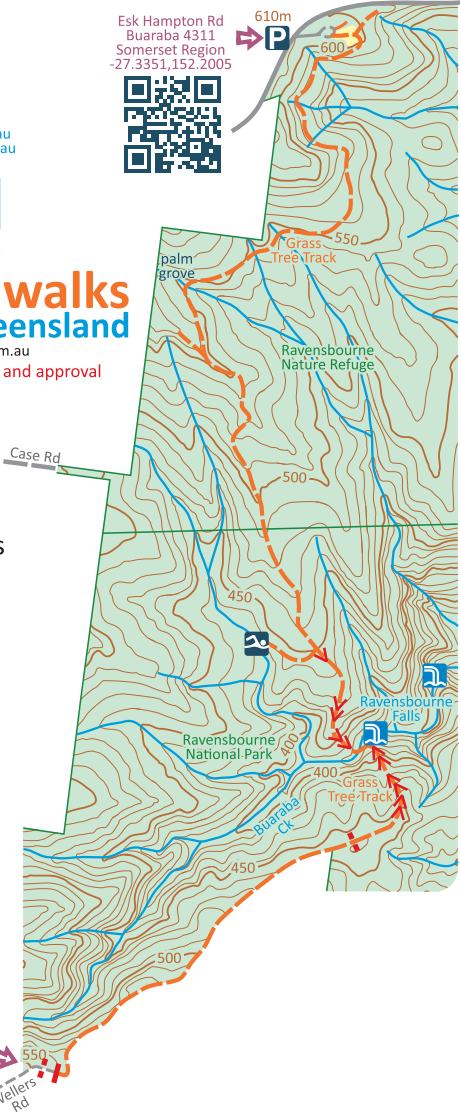 Esk Hampton Rd
Buaraba 4311
Somerset Region
-27.3351,152.2005
610m
P
600
au
au
550
Grass
Tree Track
palm
grove
walks
eensland
m.au
and approval
Ravensbourne
Nature Refuge
Case Rd
500
s
450
Ravensbourne
Falls
Ravensbourne
National Park
400
400
Grass
Tree Track
Buaraba
Ck
450
500
550
Vellers
Rd